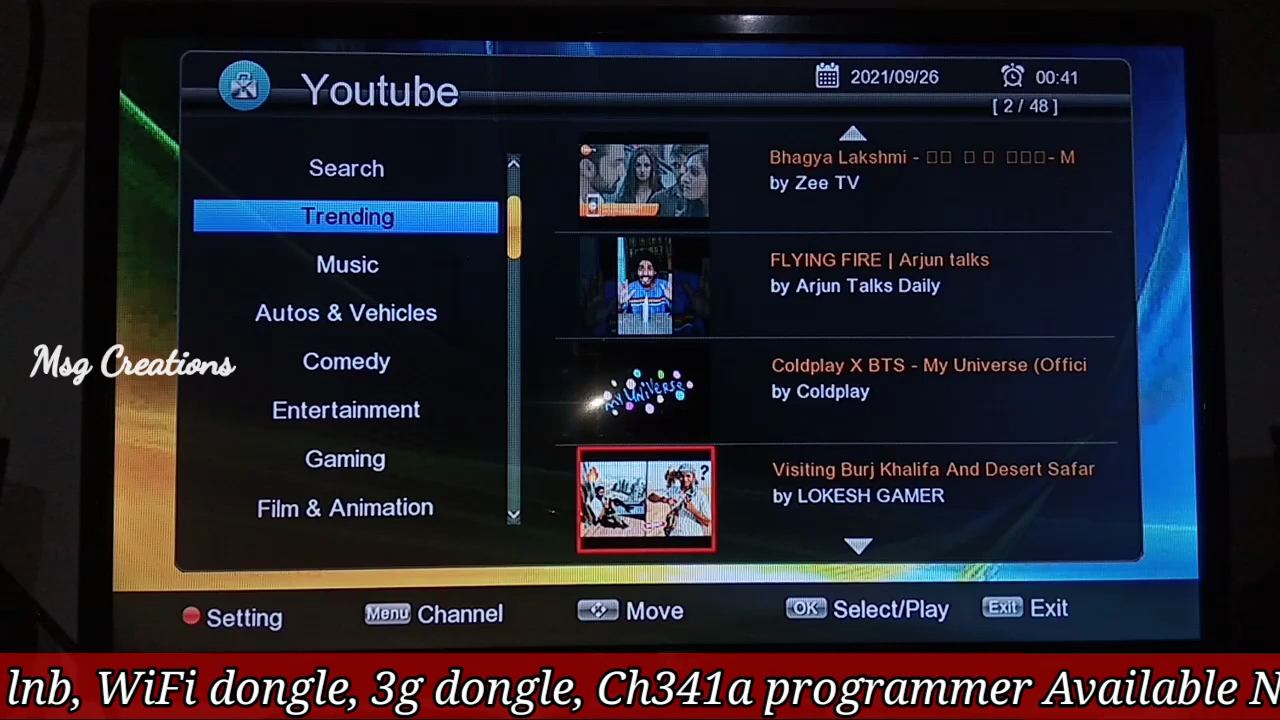 Youtube
2021/09/26
00:41
[ 2 / 48 ]
Search
Trending
Music
Autos & Vehicles
Comedy
Entertainment
Gaming
Film & Animation
Bhagya Lakshmi - □□ □ □ □□□- M
by Zee TV
FLYING FIRE | Arjun talks
by Arjun Talks Daily
MY UNiVERSE
Coldplay X BTS - My Universe (Offici
by Coldplay
?
Visiting Burj Khalifa And Desert Safar
by LOKESH GAMER
Msg Creations
Setting
Menu Channel
Move
OK Select/Play
Exit Exit
lnb, WiFi dongle, 3g dongle, Ch341a programmer Available N